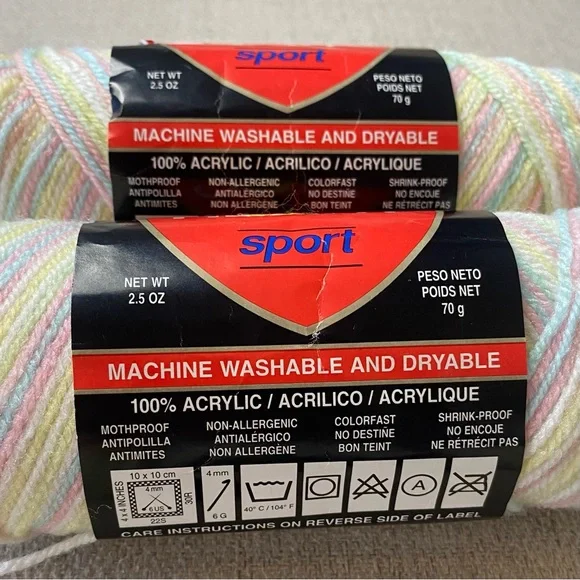 sport
NET WT
2.5 OZ
PESO NETO
POIDS NET
70 g
MACHINE WASHABLE AND DRYABLE
100% ACRYLIC / ACRILICO / ACRYLIQUE
MOTHPROOF
ANTIPOLILLA
ANTIMITES
NON-ALLERGENIC
ANTIALÉRGICO
NON ALLERGÈNE
COLORFAST
NO DESTIÑE
BON TEINT
SHRINK-PROOF
NO ENCOJE
NE RÉTRÉCIT PAS
sport
NET WT
2.5 OZ
PESO NETO
POIDS NET
70 g
MACHINE WASHABLE AND DRYABLE
100% ACRYLIC / ACRILICO / ACRYLIQUE
MOTHPROOF
ANTIPOLILLA
ANTIMITES
NON-ALLERGENIC
ANTIALÉRGICO
NON ALLERGÈNE
COLORFAST
NO DESTIÑE
BON TEINT
SHRINK-PROOF
NO ENCOJE
NE RÉTRÉCIT PAS
10 x 10 cm
4 x 4 INCHES
4 mm
6 US
30R
22S
4 mm
6 G
40° C / 104° F
A
CARE INSTRUCTIONS ON REVERSE SIDE OF LABEL